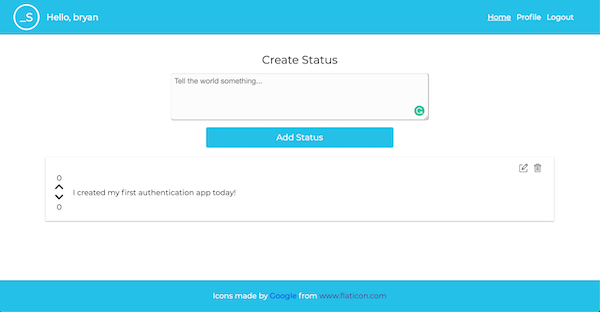 _S Hello, bryan Home Profile Logout
Create Status
Tell the world something...
Add Status
0
I created my first authentication app today!
0
Icons made by Google from www.flaticon.com